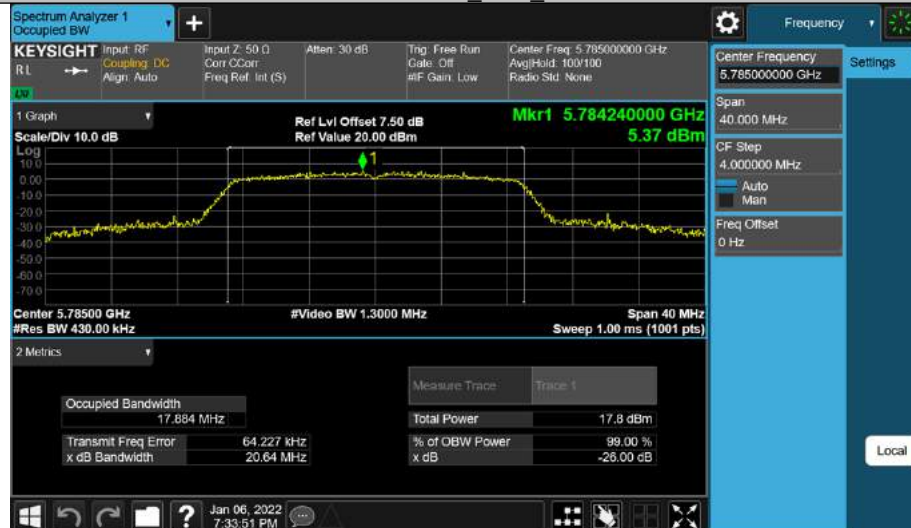 Spectrum Analyzer 1
Occupied BW
+
Frequency
KEYSIGHT
RL
Input: RF
Coupling: DC
Align: Auto
Input Z: 50 Ω
Corr CCorr
Freq Ref: Int (S)
Atten: 30 dB
Trig: Free Run
Gate: Off
#IF Gain: Low
Center Freq: 5.785000000 GHz
Avg|Hold: 100/100
Radio Std: None
Center Frequency
5.785000000 GHz
Settings
Span
40.000 MHz
CF Step
4.000000 MHz
Auto
Man
Freq Offset
0 Hz
1 Graph
Scale/Div 10.0 dB
Ref Lvl Offset 7.50 dB
Ref Value 20.00 dBm
Mkr1 5.784240000 GHz
5.37 dBm
Log
10.0
0.00
-10.0
-20.0
-30.0
-40.0
-50.0
-60.0
-70.0
1
Center 5.78500 GHz
#Res BW 430.00 kHz
#Video BW 1.3000 MHz
Span 40 MHz
Sweep 1.00 ms (1001 pts)
2 Metrics
Measure Trace
Trace 1
Occupied Bandwidth
17.884 MHz
Total Power
17.8 dBm
Transmit Freq Error
64.227 kHz
% of OBW Power
99.00 %
x dB Bandwidth
20.64 MHz
x dB
-26.00 dB
Local
?
Jan 06, 2022
7:33:51 PM